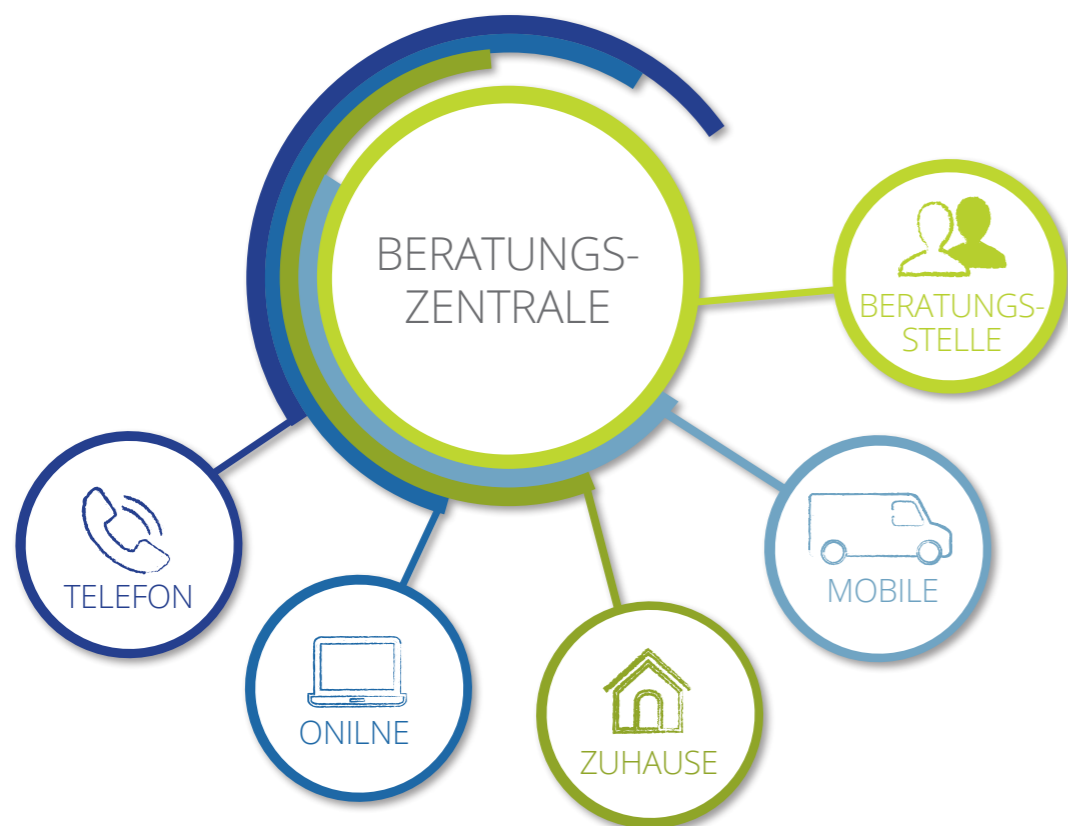 BERATUNGS-
ZENTRALE
BERATUNGS-
STELLE
MOBILE
ZUHAUSE
ONILNE
TELEFON